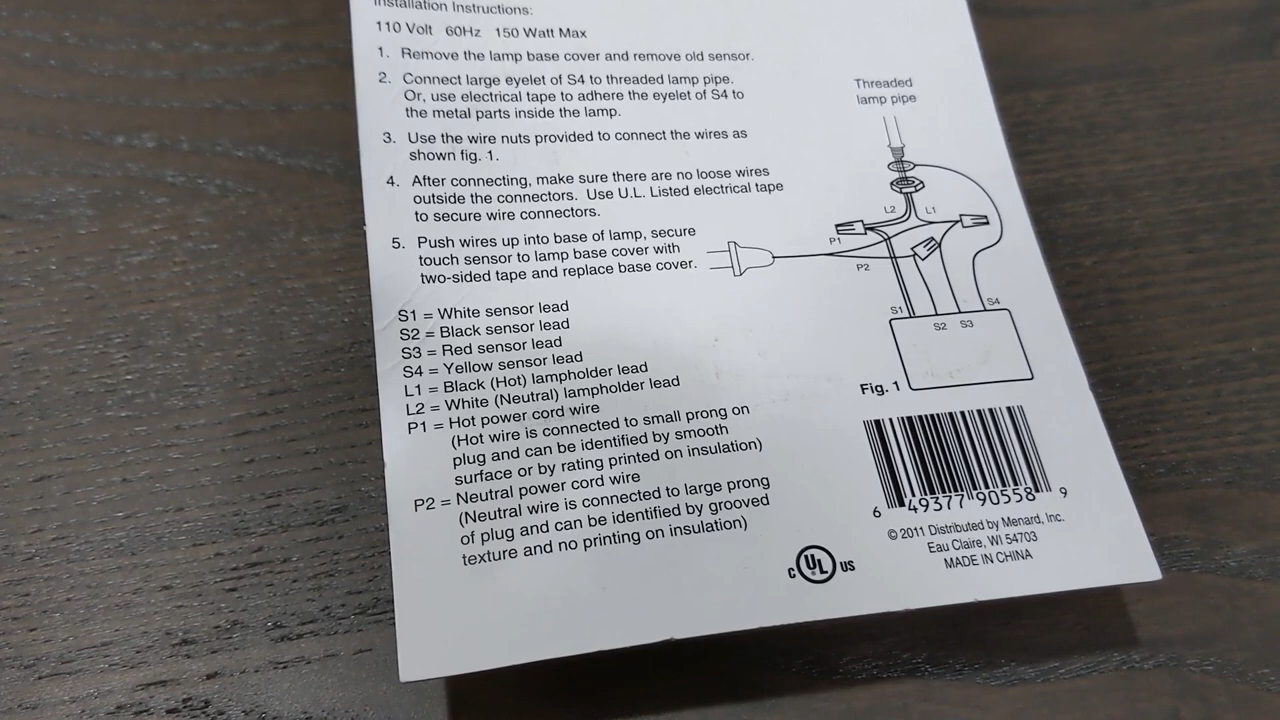 Installation Instructions:
110 Volt 60Hz 150 Watt Max
1. Remove the lamp base cover and remove old sensor.
2. Connect large eyelet of S4 to threaded lamp pipe.
Or, use electrical tape to adhere the eyelet of S4 to
the metal parts inside the lamp.
3. Use the wire nuts provided to connect the wires as
shown fig. 1.
4. After connecting, make sure there are no loose wires
outside the connectors. Use U.L. Listed electrical tape
to secure wire connectors.
5. Push wires up into base of lamp, secure
touch sensor to lamp base cover with
two-sided tape and replace base cover.
S1 = White sensor lead
S2 = Black sensor lead
S3 = Red sensor lead
S4 = Yellow sensor lead
L1 = Black (Hot) lampholder lead
L2 = White (Neutral) lampholder lead
P1 = Hot power cord wire
(Hot wire is connected to small prong on
plug and can be identified by smooth
surface or by rating printed on insulation)
P2 = Neutral power cord wire
(Neutral wire is connected to large prong
of plug and can be identified by grooved
texture and no printing on insulation)
Threaded
lamp pipe
L2
L1
P1
P2
S1
S2
S3
S4
Fig. 1
6 49377 90558 9
© 2011 Distributed by Menard, Inc.
Eau Claire, WI 54703
MADE IN CHINA
C UL US